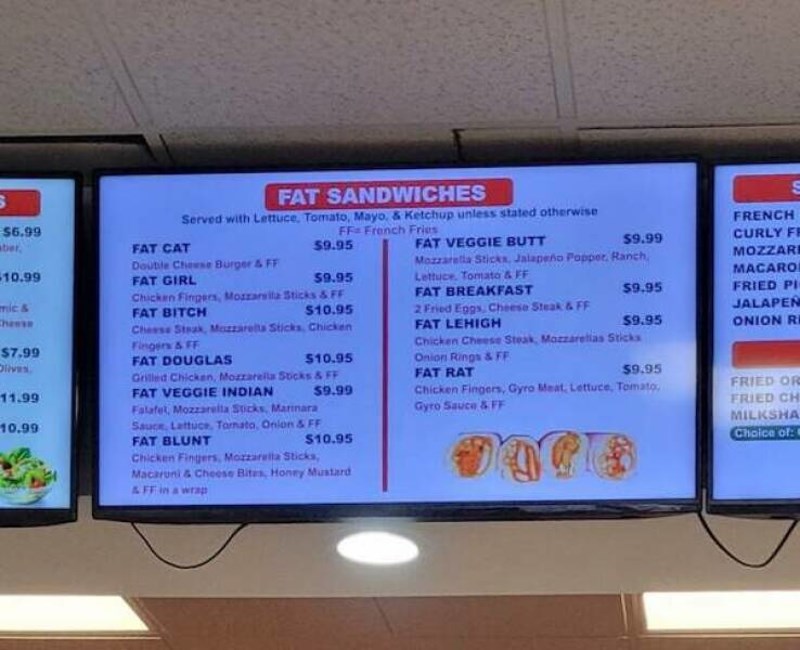 $6.99
$10.99
$7.99
Olives,
11.99
10.99
FAT SANDWICHES
Served with Lettuce, Tomato, Mayo, & Ketchup unless stated otherwise
FF= French Fries
FAT CAT $9.95
Double Cheese Burger & FF
FAT GIRL $9.95
Chicken Fingers, Mozzarella Sticks & FF
FAT BITCH $10.95
Cheese Steak, Mozzarella Sticks, Chicken
Fingers & FF
FAT DOUGLAS $10.95
Grilled Chicken, Mozzarella Sticks & FF
FAT VEGGIE INDIAN $9.99
Falafel, Mozzarella Sticks, Marinara
Sauce, Lettuce, Tomato, Onion & FF
FAT BLUNT $10.95
Chicken Fingers, Mozzarella Sticks,
Macaroni & Cheese Bites, Honey Mustard
& FF in a wrap
FAT VEGGIE BUTT $9.99
Mozzarella Sticks, Jalapeño Popper, Ranch,
Lettuce, Tomato & FF
FAT BREAKFAST $9.95
2 Fried Eggs, Cheese Steak & FF
FAT LEHIGH $9.95
Chicken Cheese Steak, Mozzarellas Sticks
Onion Rings & FF
FAT RAT $9.95
Chicken Fingers, Gyro Meat, Lettuce, Tomato,
Gyro Sauce & FF
S
FRENCH
CURLY F
MOZZAR
MACARO
FRIED PI
JALAPEÑ
ONION R
FRIED OR
FRIED CH
MILKSHA
Choice of: